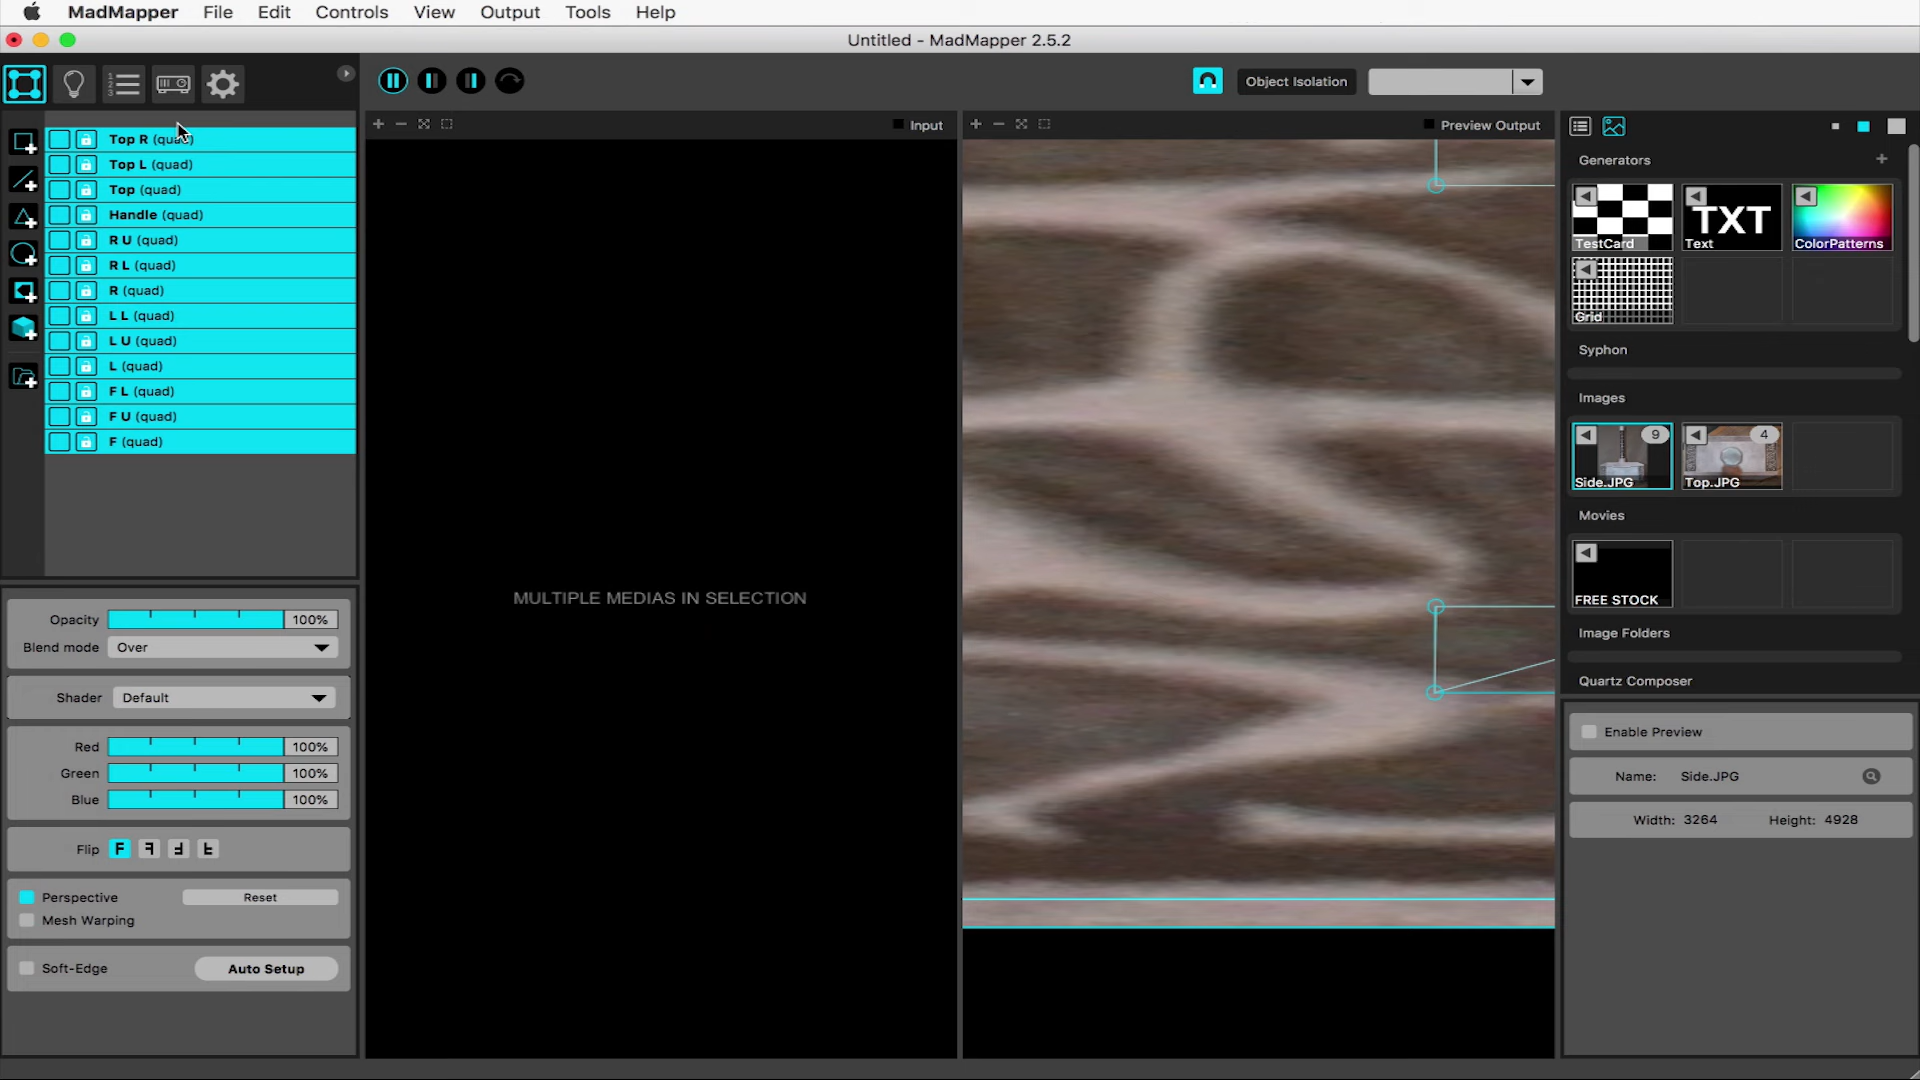 MadMapper File Edit Controls View Output Tools Help
Untitled - MadMapper 2.5.2
Object Isolation
Input
Preview Output
Top R (quad)
Top L (quad)
Top (quad)
Handle (quad)
R U (quad)
R L (quad)
R (quad)
L L (quad)
L U (quad)
L (quad)
F L (quad)
F U (quad)
F (quad)
MULTIPLE MEDIAS IN SELECTION
Opacity 100%
Blend mode Over
Shader Default
Red 100%
Green 100%
Blue 100%
Flip F
Perspective Reset
Mesh Warping
Soft-Edge Auto Setup
Generators
TestCard
TXT
Text
ColorPatterns
Grid
Syphon
Images
9
Side.JPG
4
Top.JPG
Movies
FREE STOCK
Image Folders
Quartz Composer
Enable Preview
Name: Side.JPG
Width: 3264 Height: 4928